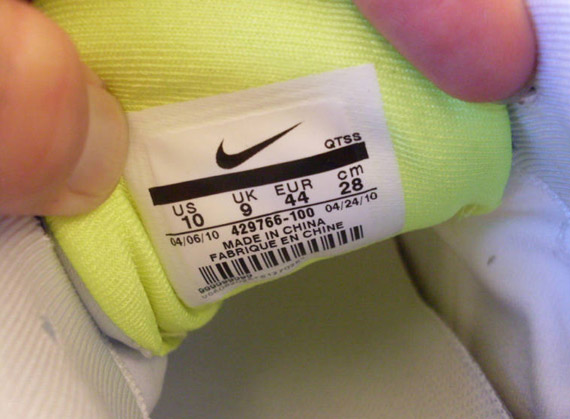 QTSS
US UK EUR cm
10 9 44 28
04/06/10 429766-100 04/24/10
MADE IN CHINA
FABRIQUE EN CHINE